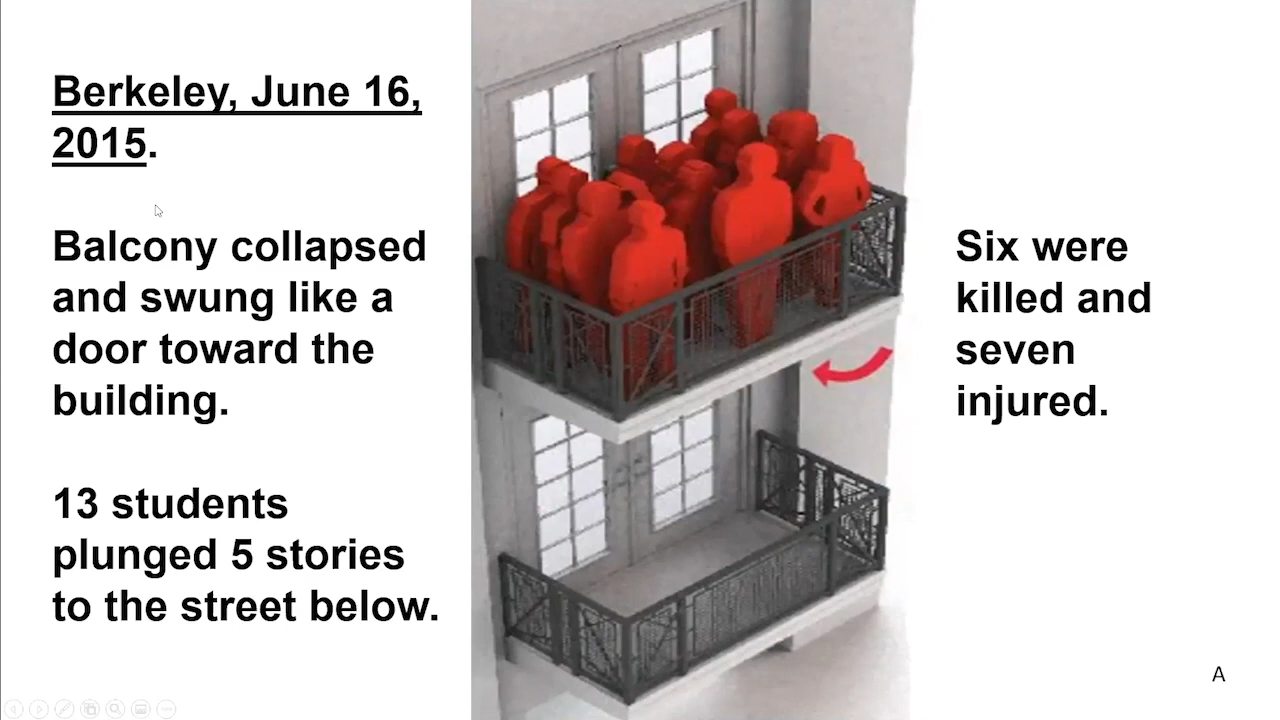 Berkeley, June 16,
2015.
Balcony collapsed
and swung like a
door toward the
building.
13 students
plunged 5 stories
to the street below.
Six were
killed and
seven
injured.
A